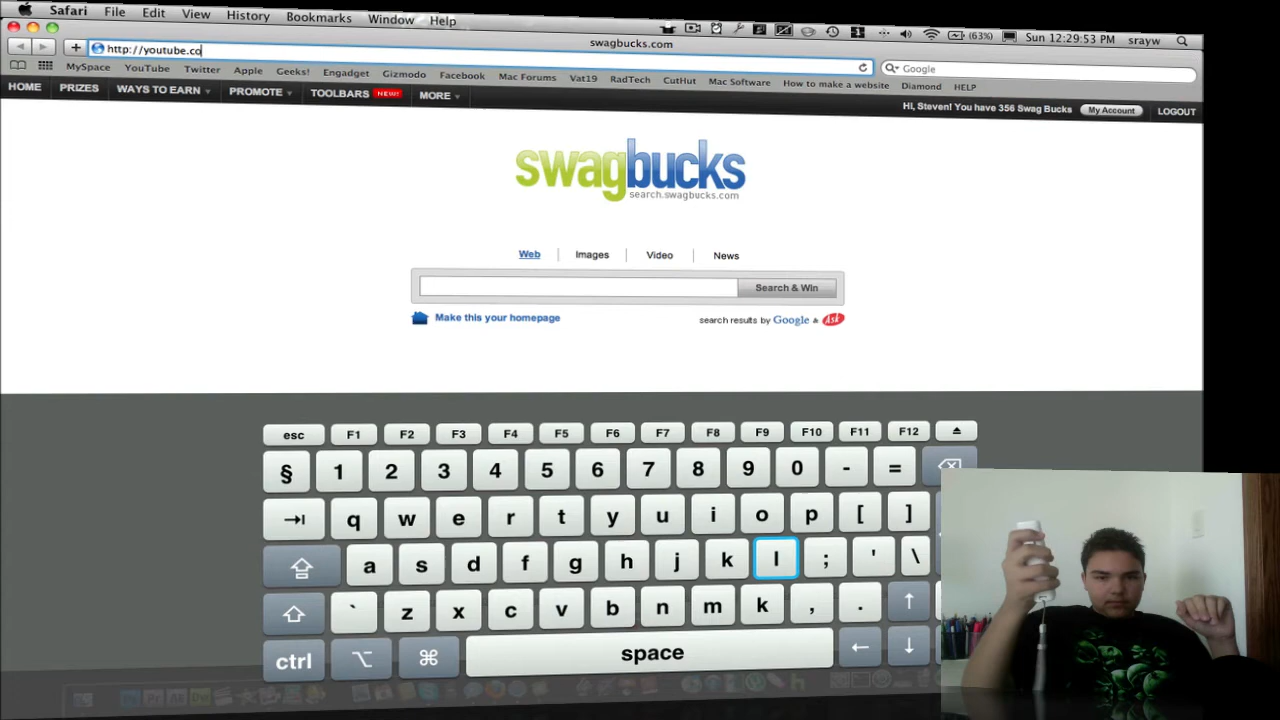 Safari File Edit View History Bookmarks Window Help (63%) Sun 12:29:53 PM srayw
swagbucks.com
http://youtube.co
Google
MySpace YouTube Twitter Apple Geeks! Engadget Gizmodo Facebook Mac Forums Vat19 RadTech CutHut Mac Software How to make a website Diamond HELP
HOME PRIZES WAYS TO EARN PROMOTE TOOLBARS NEW! MORE Hi, Steven! You have 356 Swag Bucks My Account LOGOUT
swagbucks
search.swagbucks.com
Web Images Video News
Search & Win
Make this your homepage search results by Google & Ask
esc F1 F2 F3 F4 F5 F6 F7 F8 F9 F10 F11 F12
§ 1 2 3 4 5 6 7 8 9 0 - =
q w e r t y u i o p [ ]
a s d f g h j k l ; ' \
` z x c v b n m k , .
ctrl ⌥ ⌘ space ← ↓